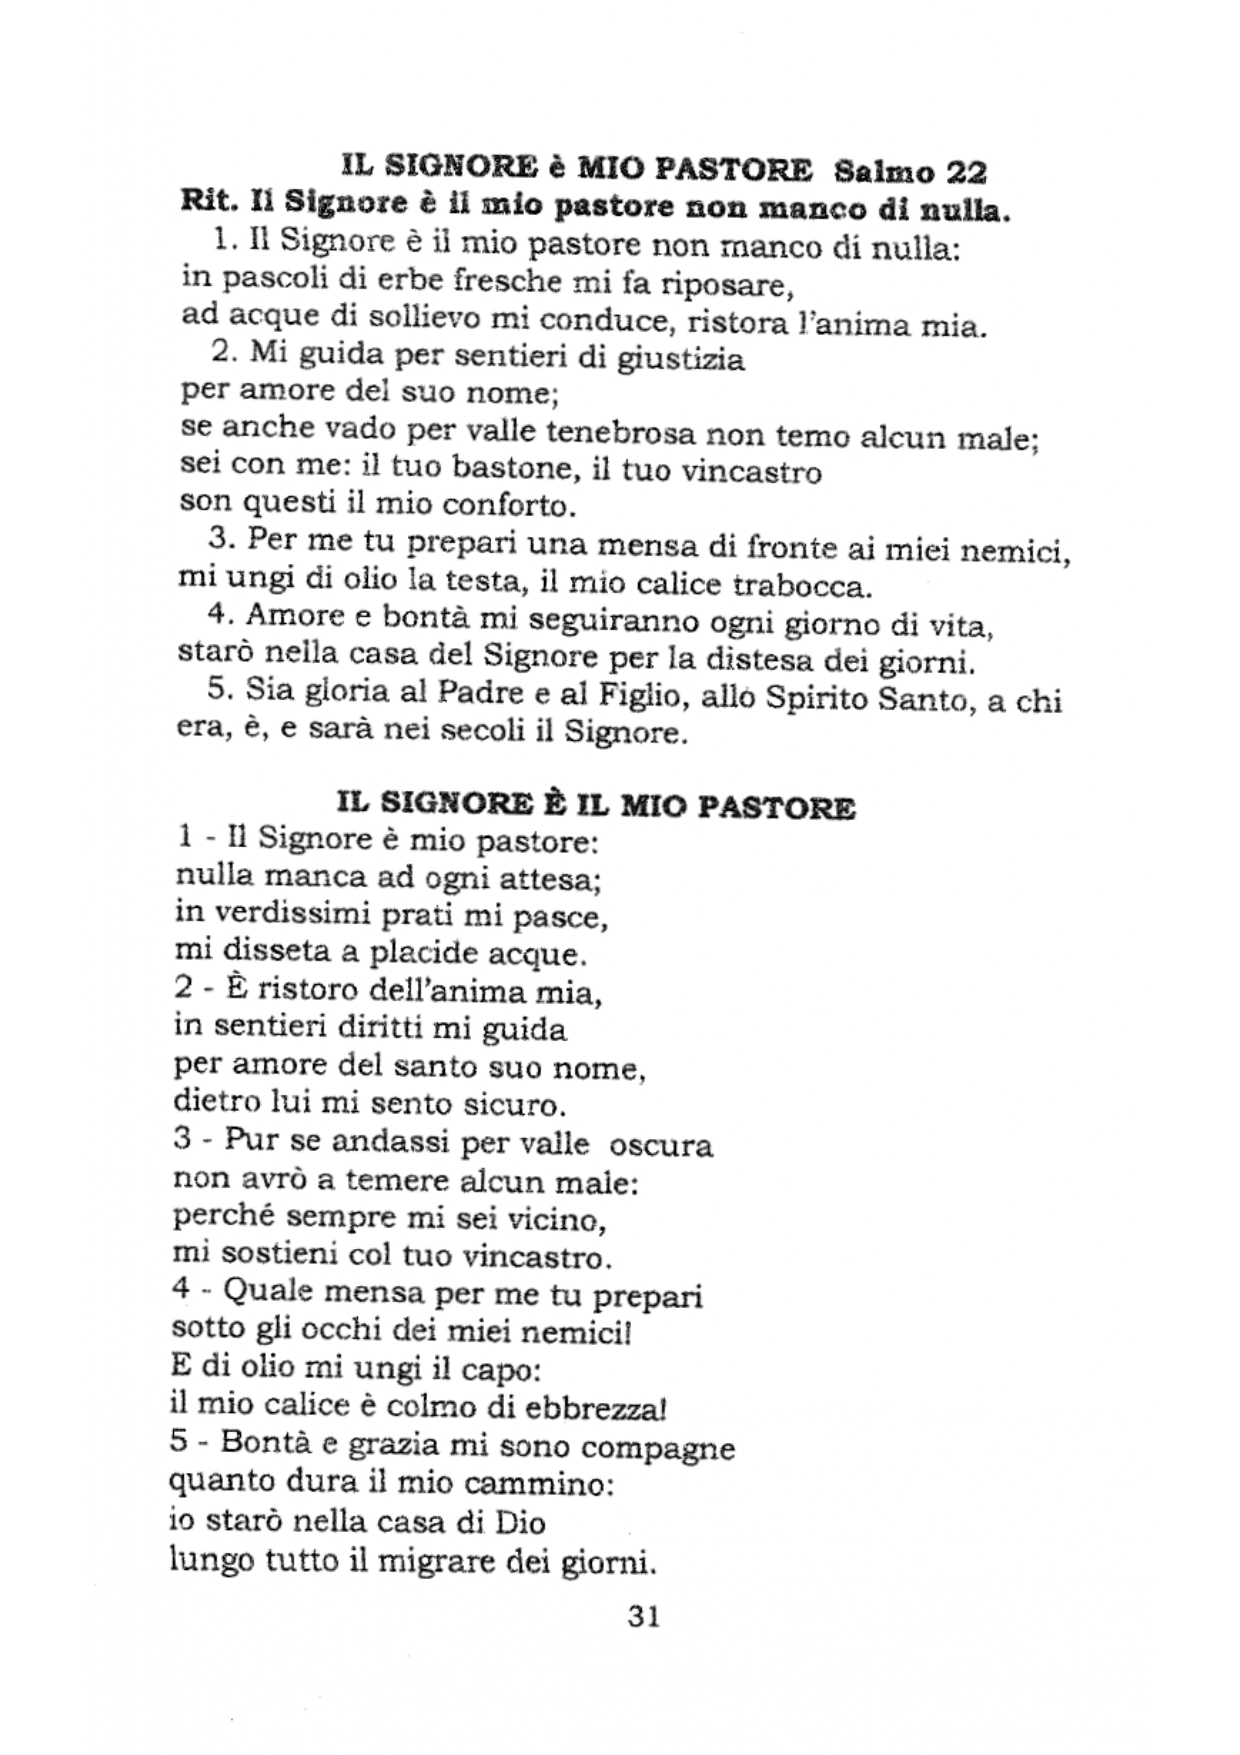 IL SIGNORE è MIO PASTORE Salmo 22
Rit. Il Signore è il mio pastore non manco di nulla.
1. Il Signore è il mio pastore non manco di nulla:
in pascoli di erbe fresche mi fa riposare,
ad acque di sollievo mi conduce, ristora l'anima mia.
2. Mi guida per sentieri di giustizia
per amore del suo nome;
se anche vado per valle tenebrosa non temo alcun male;
sei con me: il tuo bastone, il tuo vincastro
son questi il mio conforto.
3. Per me tu prepari una mensa di fronte ai miei nemici,
mi ungi di olio la testa, il mio calice trabocca.
4. Amore e bontà mi seguiranno ogni giorno di vita,
starò nella casa del Signore per la distesa dei giorni.
5. Sia gloria al Padre e al Figlio, allo Spirito Santo, a chi
era, è, e sarà nei secoli il Signore.
IL SIGNORE È IL MIO PASTORE
1 - Il Signore è mio pastore:
nulla manca ad ogni attesa;
in verdissimi prati mi pasce,
mi disseta a placide acque.
2 - È ristoro dell'anima mia,
in sentieri diritti mi guida
per amore del santo suo nome,
dietro lui mi sento sicuro.
3 - Pur se andassi per valle oscura
non avrò a temere alcun male:
perché sempre mi sei vicino,
mi sostieni col tuo vincastro.
4 - Quale mensa per me tu prepari
sotto gli occhi dei miei nemici!
E di olio mi ungi il capo:
il mio calice è colmo di ebbrezza!
5 - Bontà e grazia mi sono compagne
quanto dura il mio cammino:
io starò nella casa di Dio
lungo tutto il migrare dei giorni.
31